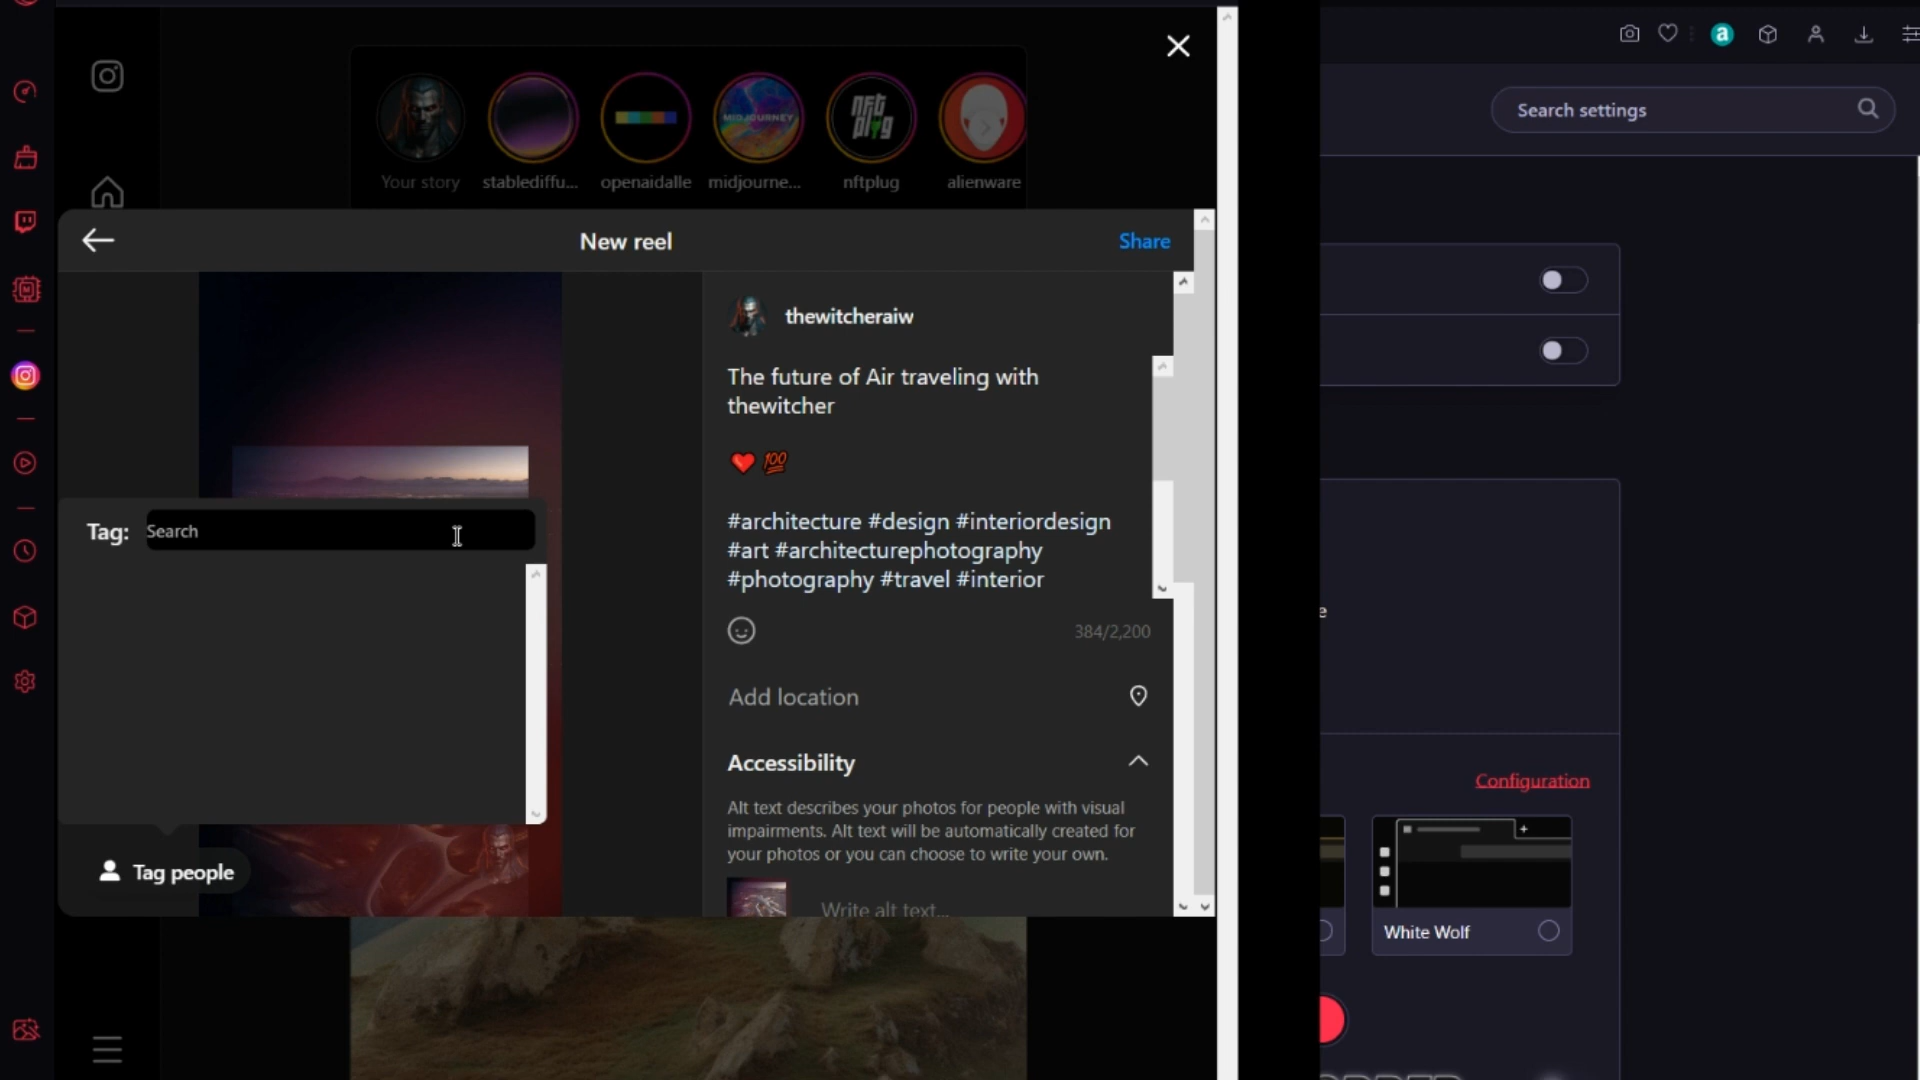 Search settings
MIDJOURNEY
nft
plug
Your story
stablediffu...
openaidalle
midjourne...
nftplug
alienware
New reel
Share
thewitcheraiw
The future of Air traveling with
thewitcher
❤️ 💯
#architecture #design #interiordesign
#art #architecturephotography
#photography #travel #interior
384/2,200
Tag:
Search
Add location
Accessibility
Alt text describes your photos for people with visual
impairments. Alt text will be automatically created for
your photos or you can choose to write your own.
Write alt text...
Tag people
e
Configuration
White Wolf